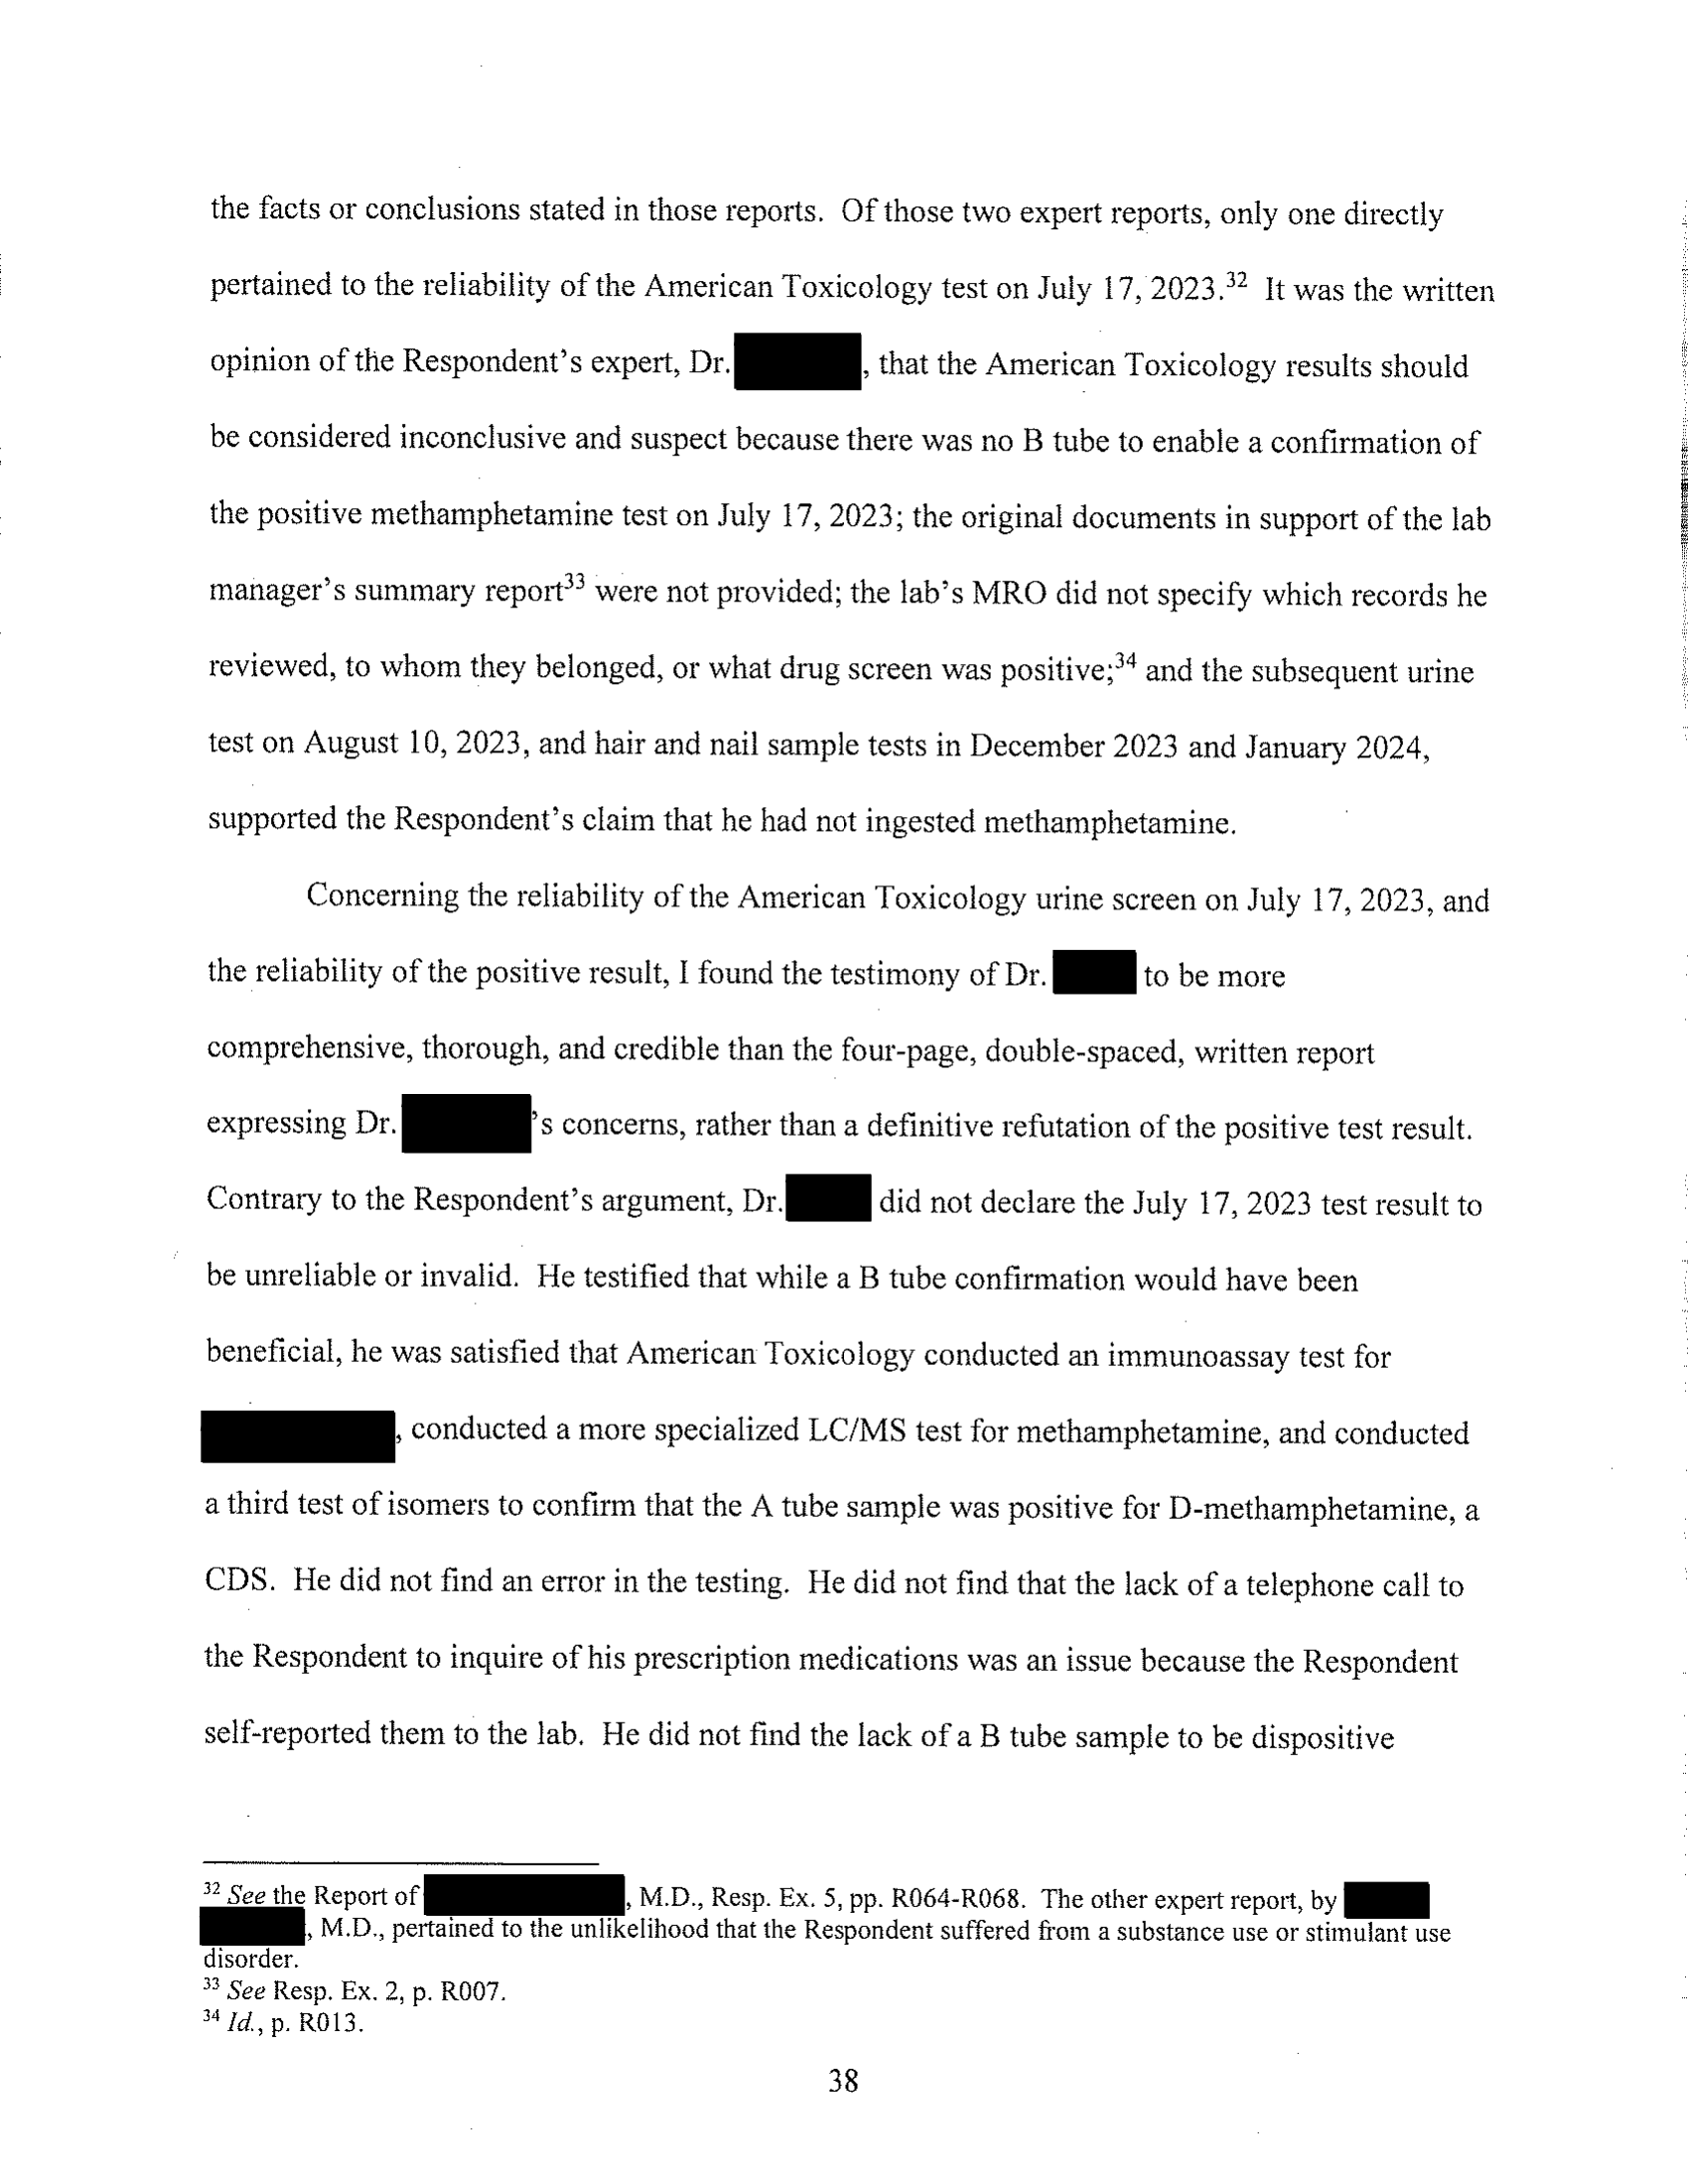 the facts or conclusions stated in those reports. Of those two expert reports, only one directly
pertained to the reliability of the American Toxicology test on July 17, 2023.32 It was the written
opinion of the Respondent's expert, Dr. , that the American Toxicology results should
be considered inconclusive and suspect because there was no B tube to enable a confirmation of
the positive methamphetamine test on July 17, 2023; the original documents in support of the lab
manager's summary report33 were not provided; the lab's MRO did not specify which records he
reviewed, to whom they belonged, or what drug screen was positive;34 and the subsequent urine
test on August 10, 2023, and hair and nail sample tests in December 2023 and January 2024,
supported the Respondent's claim that he had not ingested methamphetamine.
Concerning the reliability of the American Toxicology urine screen on July 17, 2023, and
the reliability of the positive result, I found the testimony of Dr. to be more
comprehensive, thorough, and credible than the four-page, double-spaced, written report
expressing Dr. 's concerns, rather than a definitive refutation of the positive test result.
Contrary to the Respondent's argument, Dr. did not declare the July 17, 2023 test result to
be unreliable or invalid. He testified that while a B tube confirmation would have been
beneficial, he was satisfied that American Toxicology conducted an immunoassay test for
, conducted a more specialized LC/MS test for methamphetamine, and conducted
a third test of isomers to confirm that the A tube sample was positive for D-methamphetamine, a
CDS. He did not find an error in the testing. He did not find that the lack of a telephone call to
the Respondent to inquire of his prescription medications was an issue because the Respondent
self-reported them to the lab. He did not find the lack of a B tube sample to be dispositive
32 See the Report of , M.D., Resp. Ex. 5, pp. R064-R068. The other expert report, by
, M.D., pertained to the unlikelihood that the Respondent suffered from a substance use or stimulant use
disorder.
33 See Resp. Ex. 2, p. R007.
34 Id., p. R013.
38